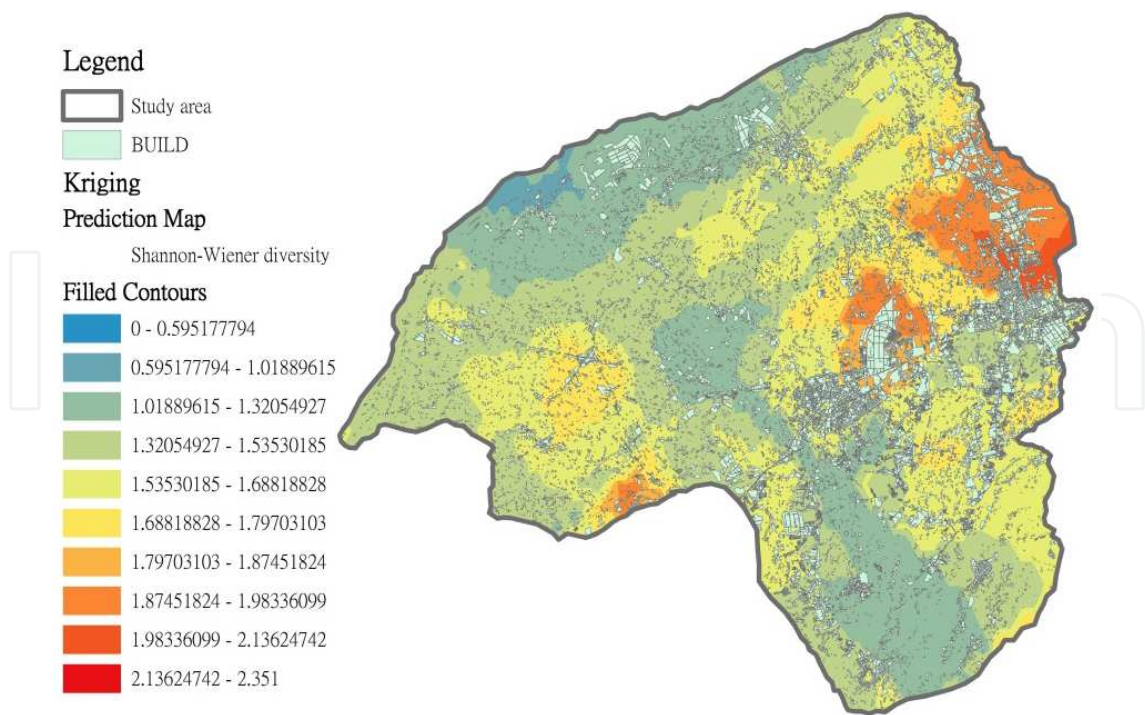 Legend
Study area
BUILD
Kriging
Prediction Map
Shannon-Wiener diversity
Filled Contours
0 - 0.595177794
0.595177794 - 1.01889615
1.01889615 - 1.32054927
1.32054927 - 1.53530185
1.53530185 - 1.68818828
1.68818828 - 1.79703103
1.79703103 - 1.87451824
1.87451824 - 1.98336099
1.98336099 - 2.13624742
2.13624742 - 2.351